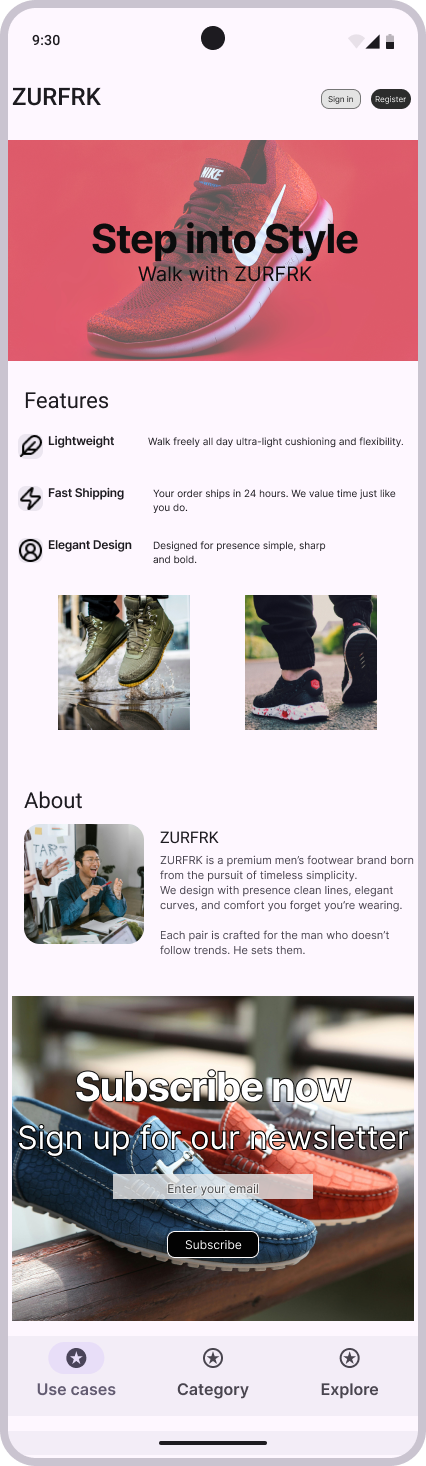 9:30
ZURFRK
Sign in
Register
NIKE
Step into Style
Walk with ZURFRK
Features
Lightweight
Walk freely all day ultra-light cushioning and flexibility.
Fast Shipping
Your order ships in 24 hours. We value time just like
you do.
Elegant Design
Designed for presence simple, sharp
and bold.
About
START
ZURFRK
ZURFRK is a premium men's footwear brand born
from the pursuit of timeless simplicity.
We design with presence clean lines, elegant
curves, and comfort you forget you're wearing.
Each pair is crafted for the man who doesn't
follow trends. He sets them.
Subscribe now
Sign up for our newsletter
Enter your email
Subscribe
Use cases
Category
Explore